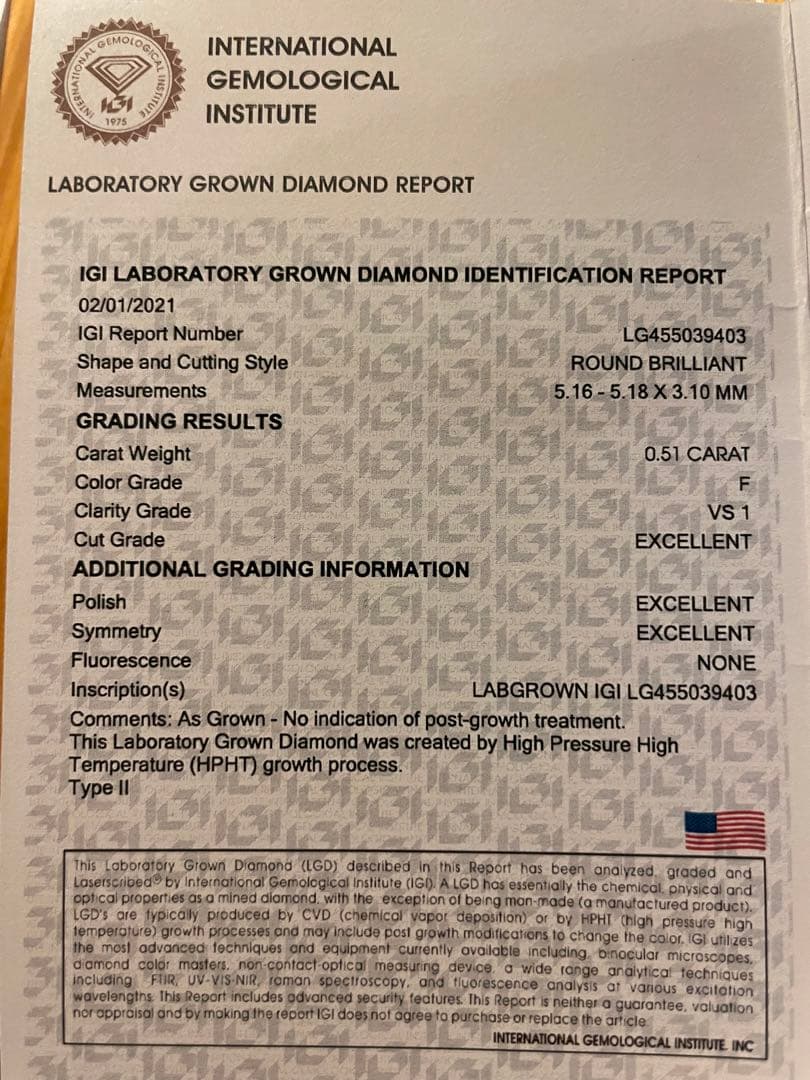 INTERNATIONAL GEMOLOGICAL INSTITUTE
IGI
1975
INTERNATIONAL
GEMOLOGICAL
INSTITUTE
LABORATORY GROWN DIAMOND REPORT
IGI LABORATORY GROWN DIAMOND IDENTIFICATION REPORT
02/01/2021
IGI Report Number LG455039403
Shape and Cutting Style ROUND BRILLIANT
Measurements 5.16 - 5.18 X 3.10 MM
GRADING RESULTS
Carat Weight 0.51 CARAT
Color Grade F
Clarity Grade VS 1
Cut Grade EXCELLENT
ADDITIONAL GRADING INFORMATION
Polish EXCELLENT
Symmetry EXCELLENT
Fluorescence NONE
Inscription(s) LABGROWN IGI LG455039403
Comments: As Grown - No indication of post-growth treatment.
This Laboratory Grown Diamond was created by High Pressure High
Temperature (HPHT) growth process.
Type II
This Laboratory Grown Diamond (LGD) described in this Report has been analyzed, graded and
Laserscribed® by International Gemological Institute (IGI). A LGD has essentially the chemical, physical and
optical properties as a mined diamond, with the exception of being man-made (a manufactured product).
LGD's are typically produced by CVD (chemical vapor deposition) or by HPHT (high pressure high
temperature) growth processes and may include post growth modifications to change the color. IGI utilizes
the most advanced techniques and equipment currently available including, binocular microscopes,
diamond color masters, non-contact-optical measuring device, a wide range analytical techniques
including FTIR, UV-VIS-NIR, raman spectroscopy, and fluorescence analysis at various excitation
wavelengths. This Report includes advanced security features. This Report is neither a guarantee, valuation
nor appraisal and by making the report IGI does not agree to purchase or replace the article.
INTERNATIONAL GEMOLOGICAL INSTITUTE. INC